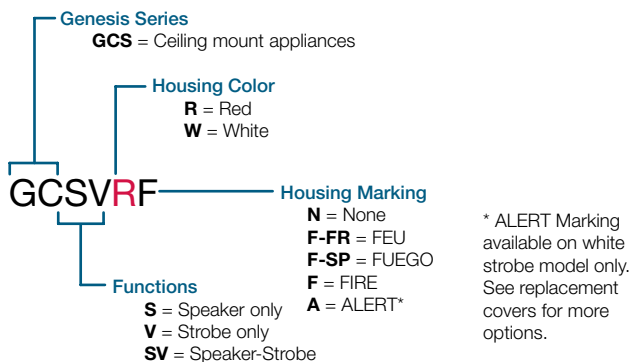 Genesis Series
GCS = Ceiling mount appliances
Housing Color
R = Red
W = White
GCSVRF
Housing Marking
N = None
F-FR = FEU
F-SP = FUEGO
F = FIRE
A = ALERT*
* ALERT Marking
available on white
strobe model only.
See replacement
covers for more
options.
Functions
S = Speaker only
V = Strobe only
SV = Speaker-Strobe